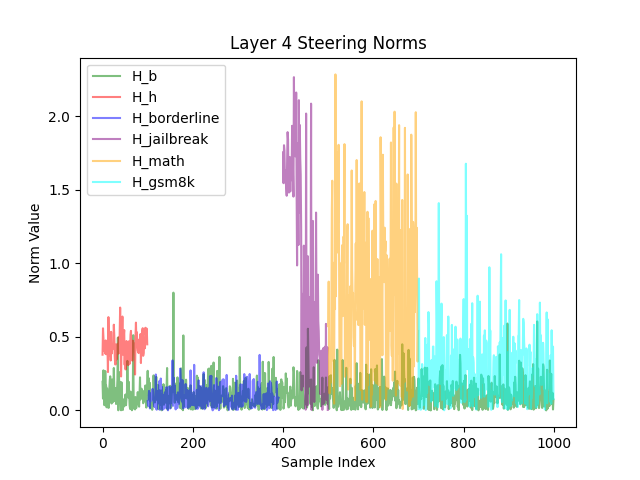 Layer 4 Steering Norms
H_b
H_h
H_borderline
H_jailbreak
H_math
H_gsm8k
Norm Value
2.0
1.5
1.0
0.5
0.0
0
200
400
600
800
1000
Sample Index